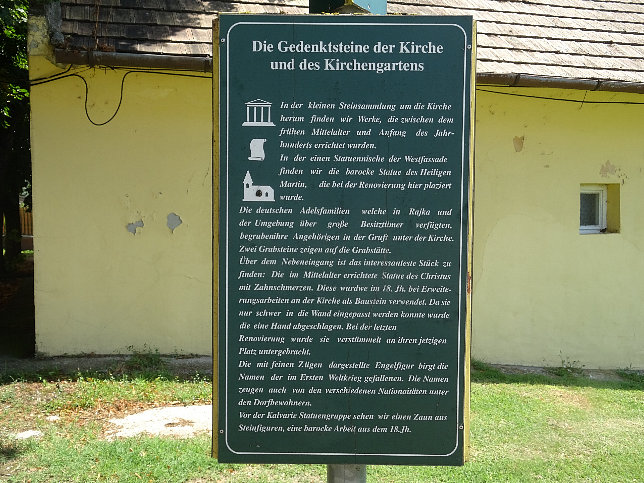 Die Gedenktsteine der Kirche
und des Kirchengartens
In der kleinen Steinsammlung um die Kirche
herum finden wir Werke, die zwischen dem
frühen Mittelalter und Anfang des Jahr-
hunderts errichtet wurden.
In der einen Statuennische der Westfassade
finden wir die barocke Statue des Heiligen
Martin, die bei der Renovierung hier plaziert
wurde.
Die deutschen Adelsfamilien welche in Rajka und
der Umgebung über große Besitztümer verfügten,
begrubenihre Angehörigen in der Gruft unter der Kirche.
Zwei Grabsteine zeigen auf die Grabstätte.
Über dem Nebeneingang ist das interessanteste Stück zu
finden: Die im Mittelalter errichtete Statue des Christus
mit Zahnschmerzen. Diese wurdwe im 18. Jh. bei Erweite-
rungsarbeiten an der Kirche als Baustein verwendet. Da sie
nur schwer in die Wand eingepasst werden konnte wurde
die eine Hand abgeschlagen. Bei der letzten
Renovierung wurde sie verstümmelt an ihren jetzigen
Platz untergebracht.
Die mit feinen Zügen dargestellte Engelfigur birgt die
Namen der im Ersten Weltkrieg gefallenen. Die Namen
zeugen auch von den verschiedenen Nationaitäten unter
den Dorfbewohnern.
Vor der Kalvarie Statuengruppe sehen wir einen Zaun aus
Steinfiguren, eine barocke Arbeit aus dem 18.Jh.